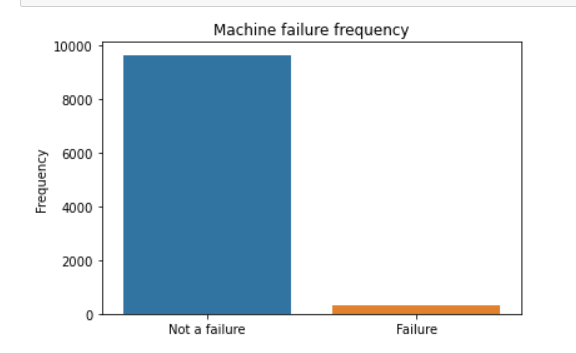 Machine failure frequency
10000
8000
6000
4000
2000
0
Frequency
Not a failure
Failure